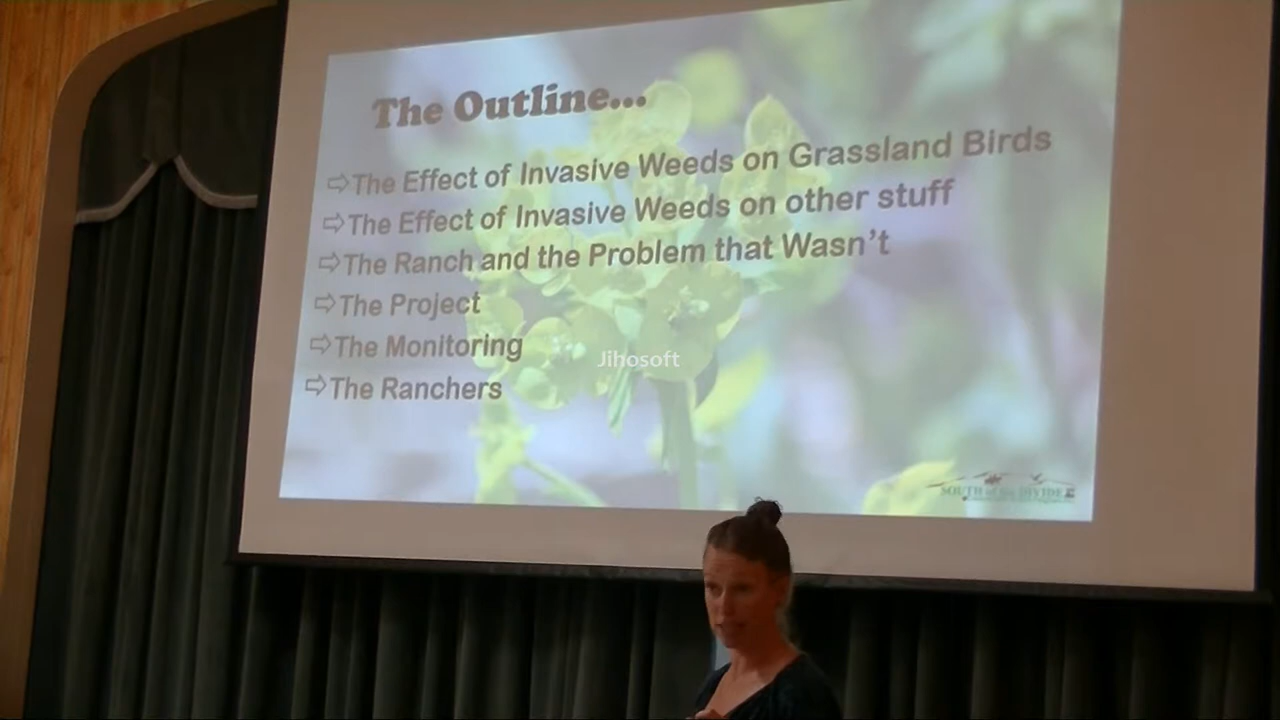 The Outline...
⇨The Effect of Invasive Weeds on Grassland Birds
⇨The Effect of Invasive Weeds on other stuff
⇨The Ranch and the Problem that Wasn't
⇨The Project
⇨The Monitoring
Jihosoft
⇨The Ranchers
SOUTH of the DIVIDE